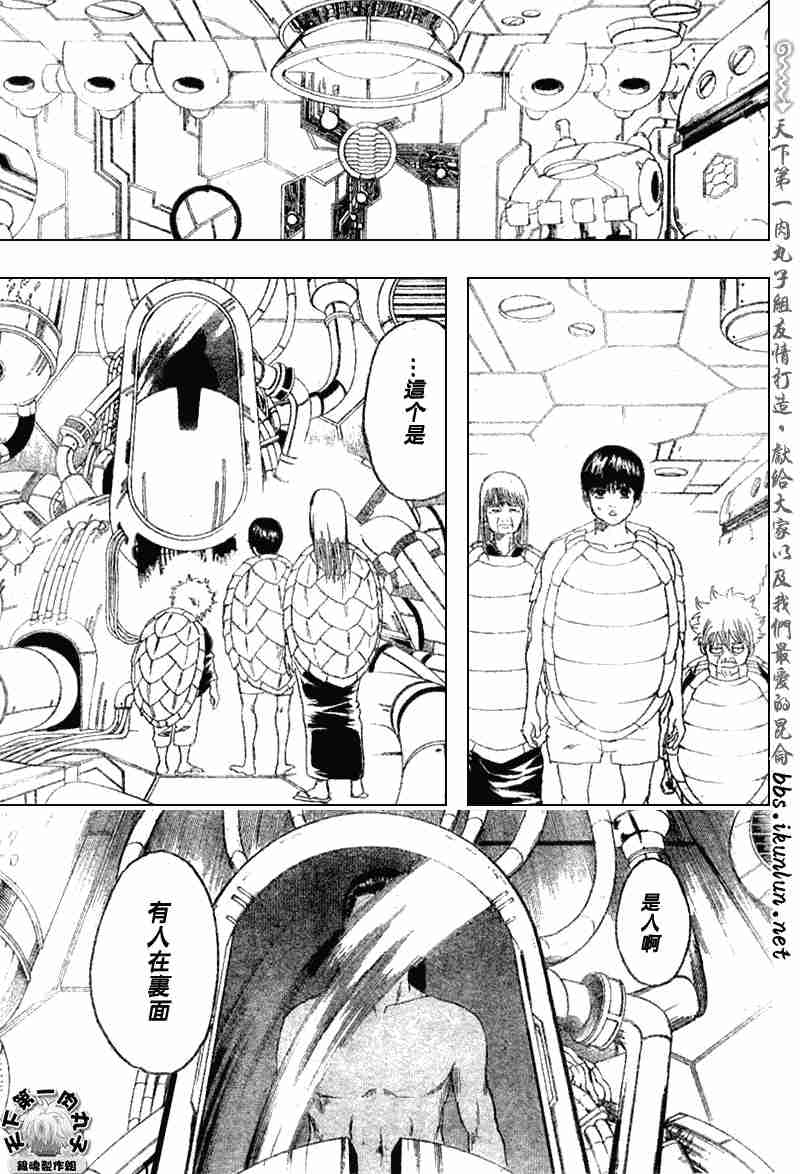 …這个是
是人啊
有人在裏面
天下第一肉丸子組友情打造，獻給大家以及我們最愛的昆侖 bbs.ikunlun.net
天下第一肉丸子
銀魂製作組